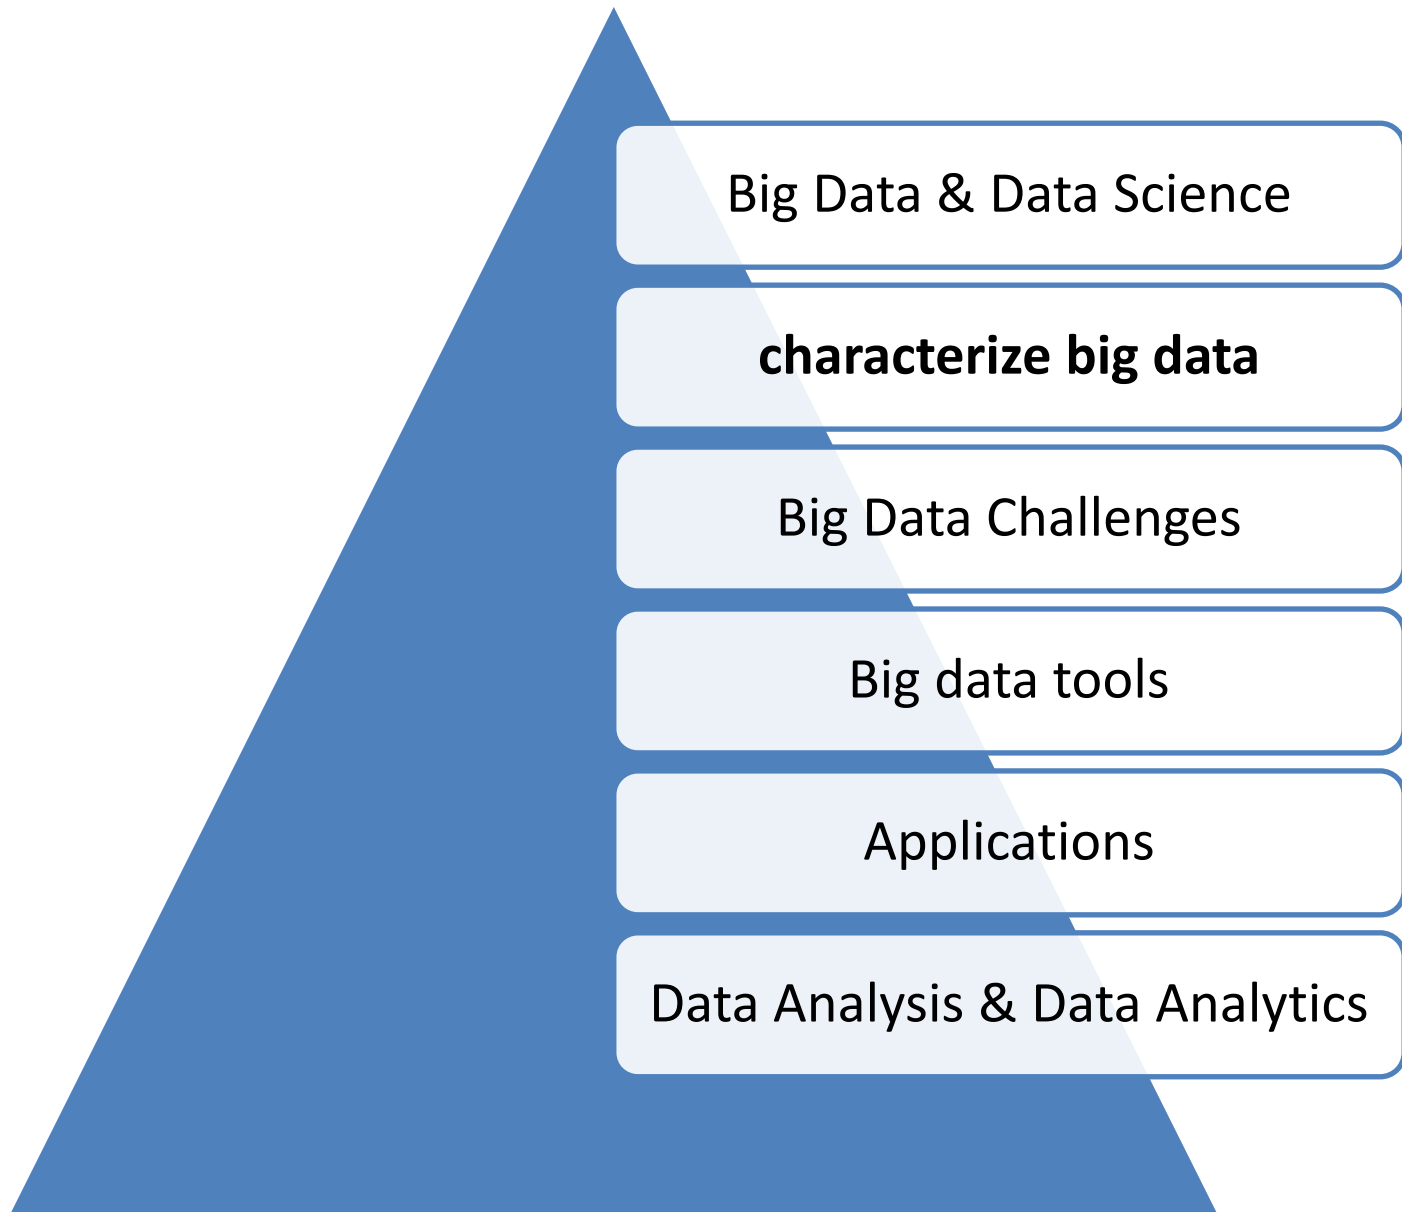 Big Data & Data Science
characterize big data
Big Data Challenges
Big data tools
Applications
Data Analysis & Data Analytics